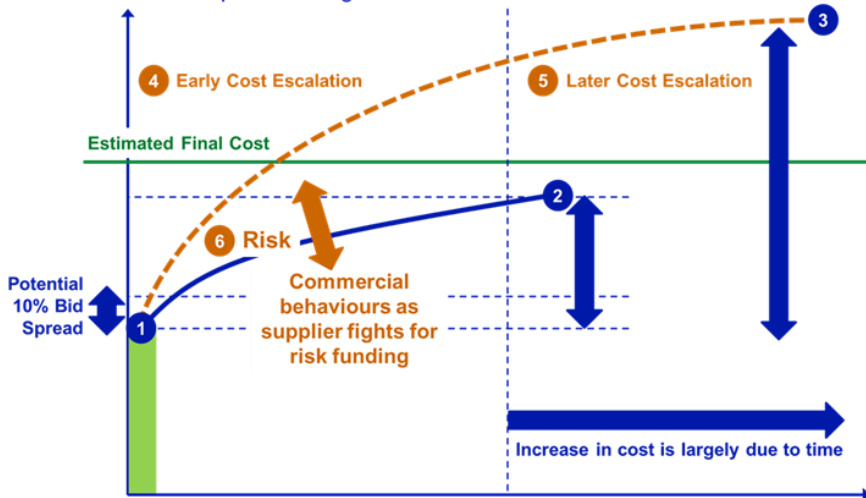 3
4 Early Cost Escalation
5 Later Cost Escalation
Estimated Final Cost
2
6 Risk
Potential
10% Bid
Spread
1
Commercial
behaviours as
supplier fights for
risk funding
Increase in cost is largely due to time